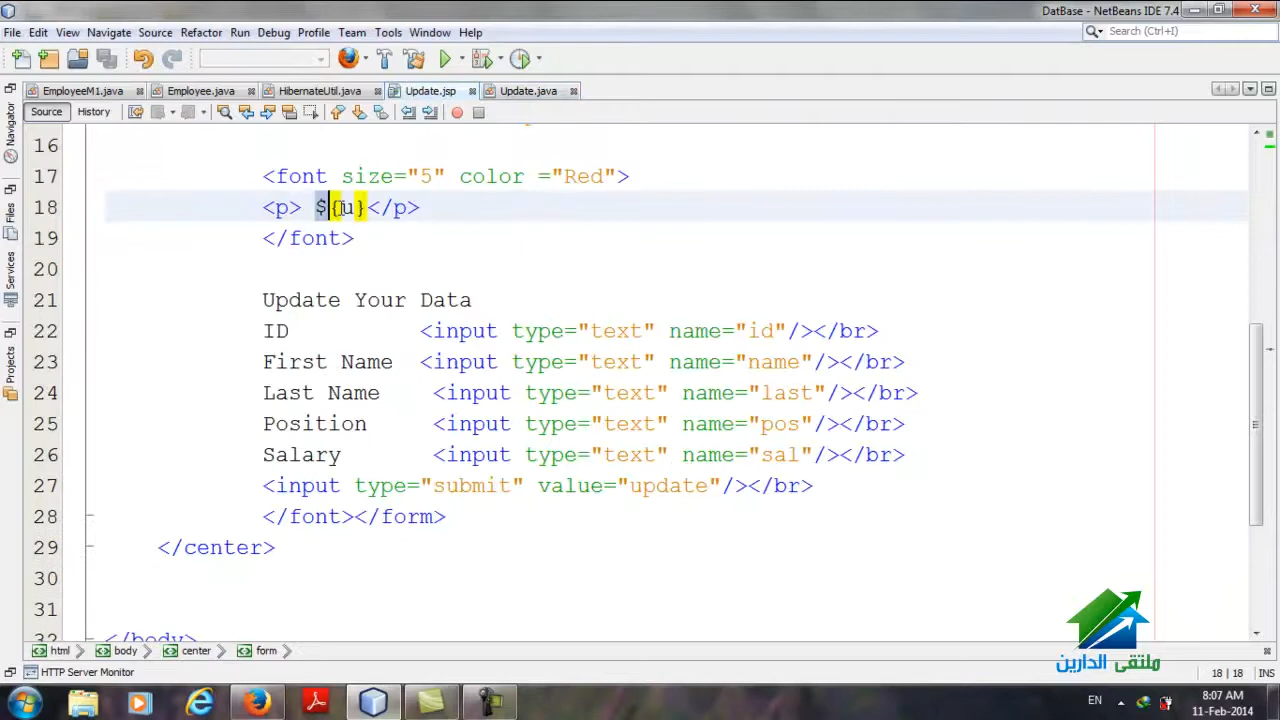 DatBase - NetBeans IDE 7.4
File Edit View Navigate Source Refactor Run Debug Profile Team Tools Window Help
Search (Ctrl+I)
EmployeeM1.java Employee.java HibernateUtil.java Update.jsp Update.java
Source History
Navigator
Files
Services
Projects
16
17 <font size="5" color ="Red">
18 <p> ${u}</p>
19 </font>
20
21 Update Your Data
22 ID <input type="text" name="id"/></br>
23 First Name <input type="text" name="name"/></br>
24 Last Name <input type="text" name="last"/></br>
25 Position <input type="text" name="pos"/></br>
26 Salary <input type="text" name="sal"/></br>
27 <input type="submit" value="update"/></br>
28 </font></form>
29 </center>
30
31
32 </body>
html body center form
ملتقى الدارين
HTTP Server Monitor
18 | 18 INS
EN 8:07 AM
11-Feb-2014